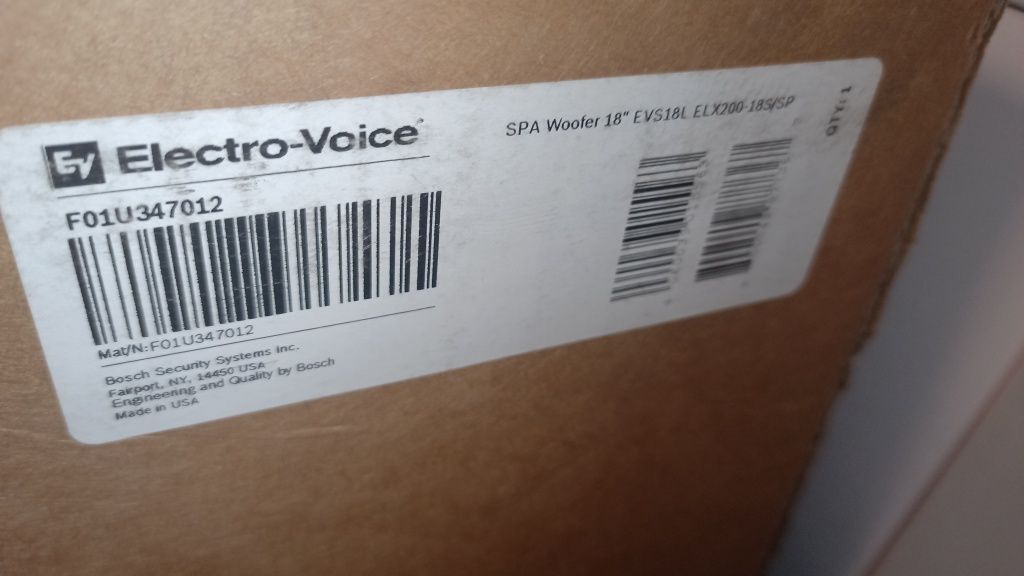 EV Electro-Voice
SPA Woofer 18" EVS18L ELX200-18S/SP
QTY: 1
F01U347012
Mat/N:F01U347012
Bosch Security Systems Inc.
Fairport, NY, 14450 USA
Engineering and Quality by Bosch
Made in USA